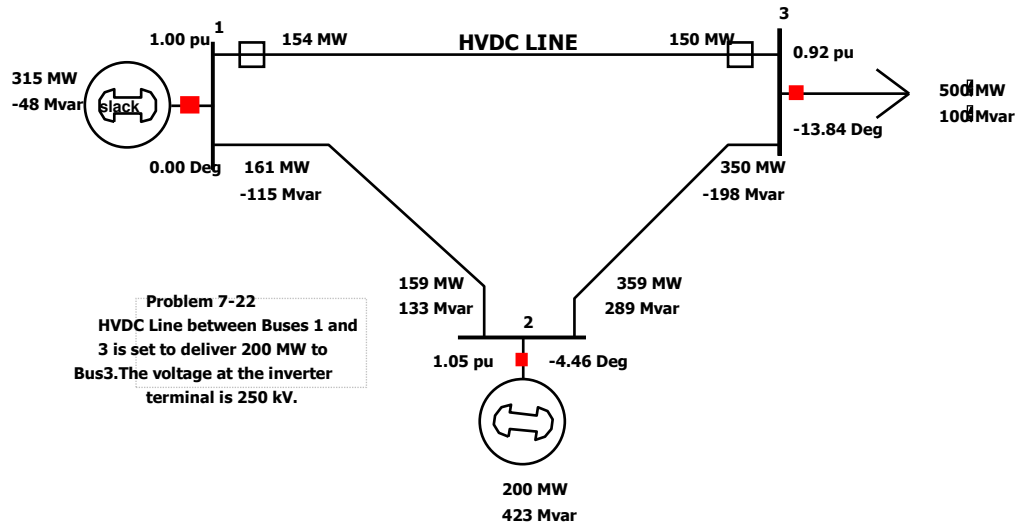 1
3
1.00 pu
154 MW
HVDC LINE
150 MW
0.92 pu
315 MW
-48 Mvar
slack
500 MW
100 Mvar
-13.84 Deg
0.00 Deg
161 MW
-115 Mvar
350 MW
-198 Mvar
159 MW
133 Mvar
359 MW
289 Mvar
Problem 7-22
HVDC Line between Buses 1 and
3 is set to deliver 200 MW to
Bus3.The voltage at the inverter
terminal is 250 kV.
2
1.05 pu
-4.46 Deg
200 MW
423 Mvar